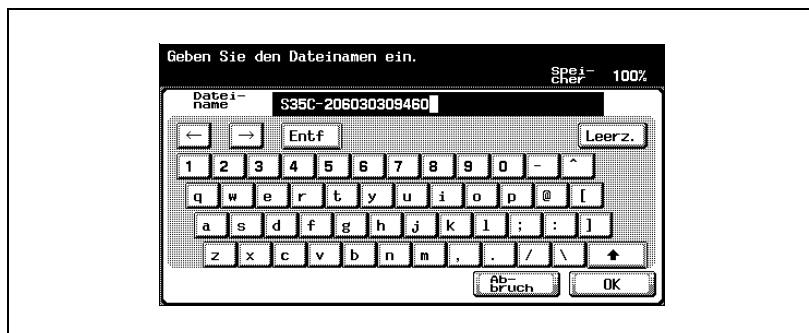 Geben Sie den Dateinamen ein.
Spei-
cher 100%
Datei-
name S35C-206030309460
← → Entf Leerz.
1 2 3 4 5 6 7 8 9 0 - ^
q w e r t y u i o p @ [
a s d f g h j k l ; : ]
z x c v b n m , . / \ ↑
Ab-
bruch OK